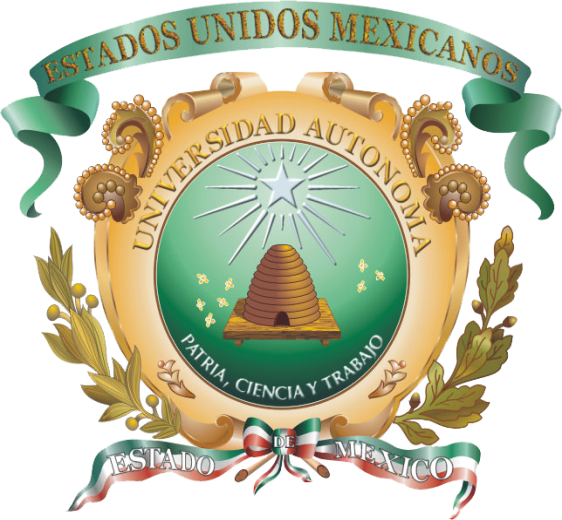 ESTADOS UNIDOS MEXICANOS
UNIVERSIDAD AUTONOMA
PATRIA, CIENCIA Y TRABAJO
ESTADO DE MEXICO